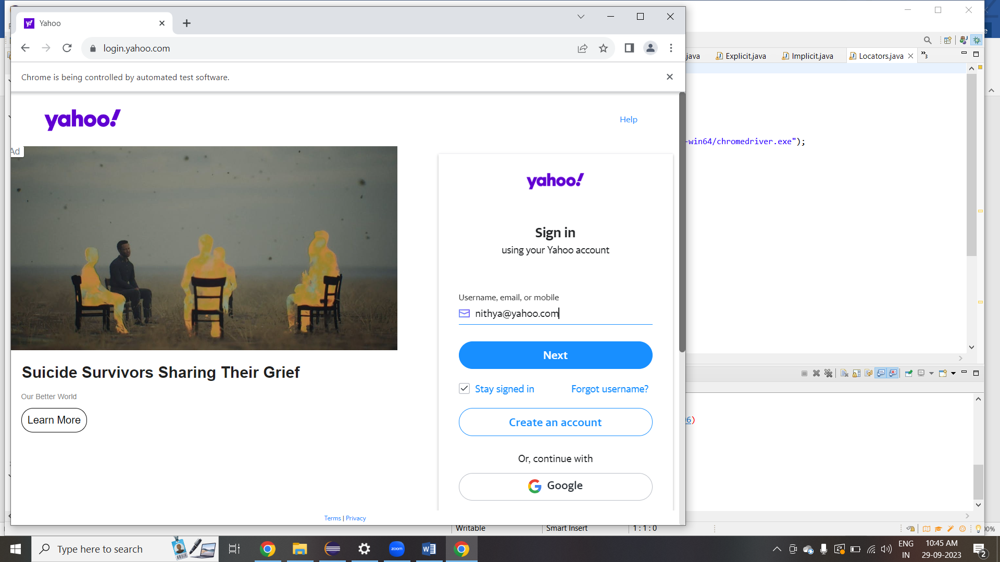 Yahoo
login.yahoo.com
Chrome is being controlled by automated test software.
yahoo!
Help
Ad
yahoo!
Sign in
using your Yahoo account
Username, email, or mobile
nithya@yahoo.com
Next
Stay signed in
Forgot username?
Create an account
Or, continue with
Google
Suicide Survivors Sharing Their Grief
Our Better World
Learn More
Terms | Privacy
java
Explicit.java
Implicit.java
Locators.java
»3
-win64/chromedriver.exe");
6)
Writable
Smart Insert
1 : 1 : 0
00%
Type here to search
zoom
W
ENG
IN
10:45 AM
29-09-2023
2